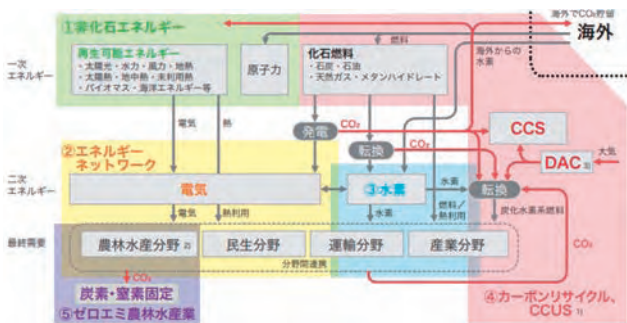 海外でCO₂貯留
①非化石エネルギー
海外
再生可能エネルギー
・太陽光・水力・風力・地熱
・太陽熱・地中熱・未利用熱
・バイオマス・海洋エネルギー等
原子力
燃料
化石燃料
・石炭・石油
・天然ガス・メタンハイドレート
海外からの
水素
一次
エネルギー
電気
熱
発電
CO₂
転換
CO₂
CCS
大気
DAC 3)
②エネルギー
ネットワーク
二次
エネルギー
電気
③水素
水素
転換
電気
熱利用
水素
燃料/
熱利用
炭化水素系燃料
最終需要
農林水産分野 2)
民生分野
運輸分野
産業分野
CO₂
分野間連携
CO₂
炭素・窒素固定
⑤ゼロエミ農林水産業
④カーボンリサイクル、
CCUS 1)